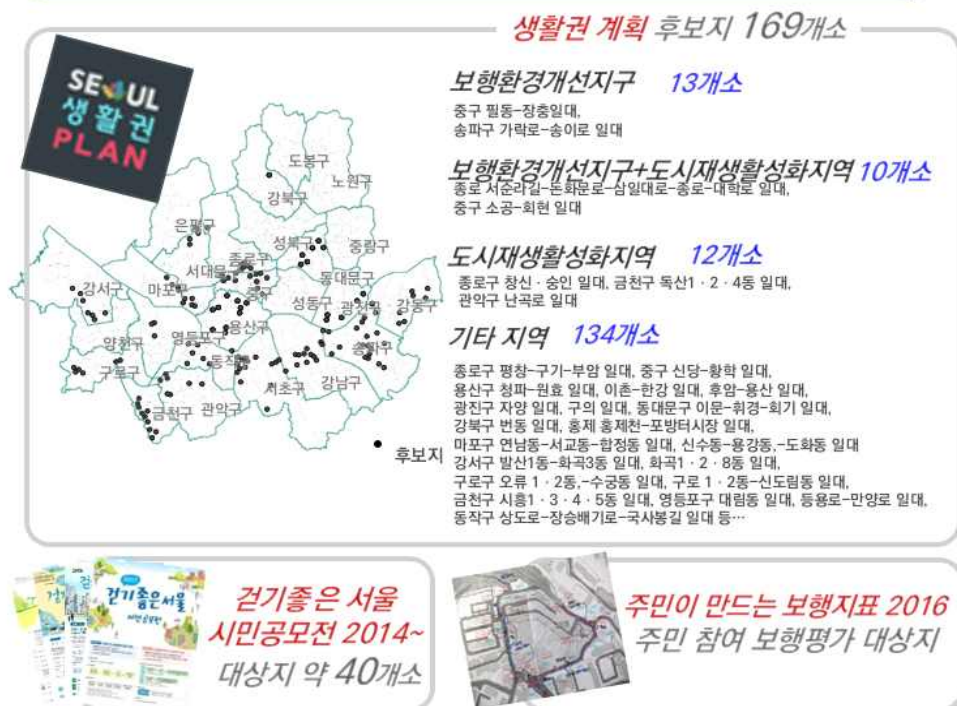 생활권 계획 후보지 169개소
SEOUL
생활권
PLAN
보행환경개선지구 13개소
중구 필동-장충일대,
송파구 가락로-송이로 일대
보행환경개선지구+도시재생활성화지역 10개소
종로 서순라길-돈화문로-삼일대로-종로-대학로 일대,
중구 소공-회현 일대
도시재생활성화지역 12개소
종로구 창신 · 숭인 일대, 금천구 독산1 · 2 · 4동 일대,
관악구 난곡로 일대
기타 지역 134개소
종로구 평창-구기-부암 일대, 중구 신당-황학 일대,
용산구 청파-원효 일대, 이촌-한강 일대, 후암-용산 일대,
광진구 자양 일대, 구의 일대, 동대문구 이문-휘경-회기 일대,
강북구 번동 일대, 홍제 홍제천-포방터시장 일대,
마포구 연남동-서교동-합정동 일대, 신수동-용강동,-도화동 일대
강서구 발산1동-화곡3동 일대, 화곡1 · 2 · 8동 일대,
구로구 오류 1 · 2동,-수궁동 일대, 구로 1 · 2동-신도림동 일대,
금천구 시흥1 · 3 · 4 · 5동 일대, 영등포구 대림동 일대, 등용로-만양로 일대,
동작구 상도로-장승배기로-국사봉길 일대 등…
도봉구
노원구
강북구
은평구
성북구
중랑구
종로구
서대문
동대문구
강서구
마포구
중구
성동구
광진구
강동구
용산구
양천구
영등포구
송파구
동작구
구로구
서초구
강남구
금천구
관악구
후보지
걷기좋은서울
걷기좋은 서울
시민공모전 2014~
대상지 약 40개소
주민이 만드는 보행지표 2016
주민 참여 보행평가 대상지